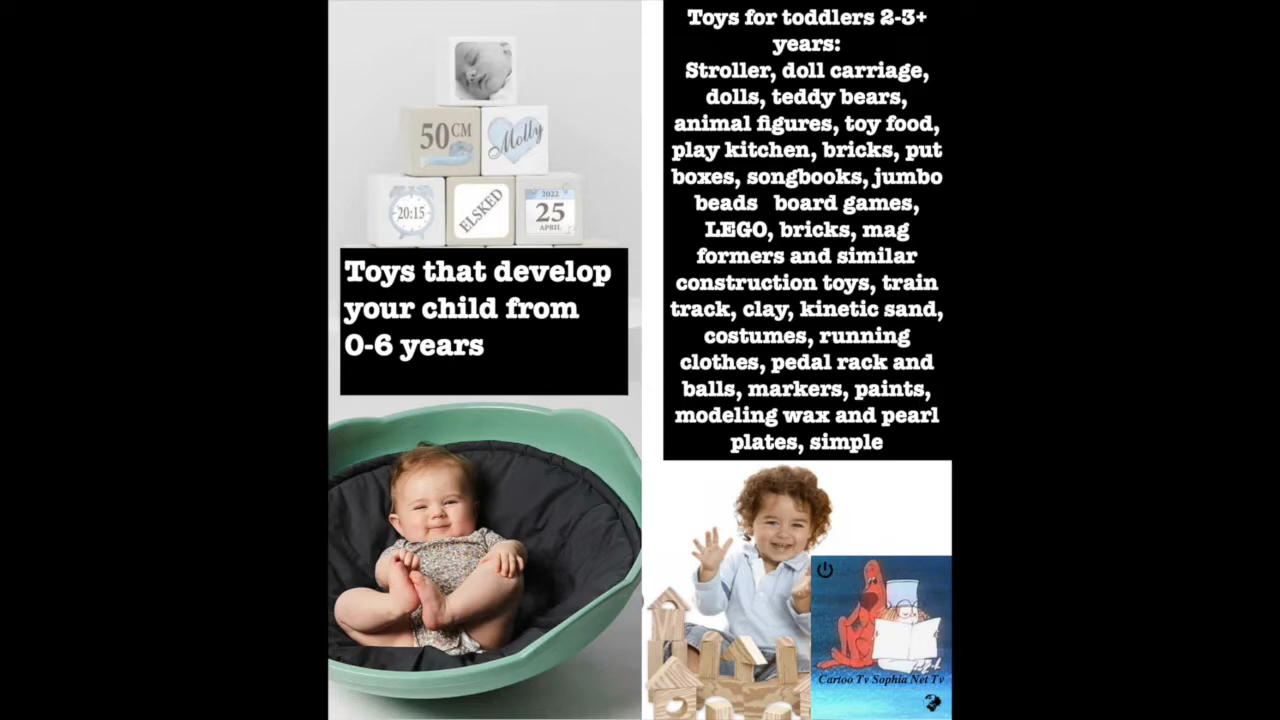 50 CM
Molly
20:15
ELSKED
2022
25
APRIL
Toys that develop
your child from
0-6 years
Toys for toddlers 2-3+
years:
Stroller, doll carriage,
dolls, teddy bears,
animal figures, toy food,
play kitchen, bricks, put
boxes, songbooks, jumbo
beads board games,
LEGO, bricks, mag
formers and similar
construction toys, train
track, clay, kinetic sand,
costumes, running
clothes, pedal rack and
balls, markers, paints,
modeling wax and pearl
plates, simple
Cartoo Tv Sophia Net Tv